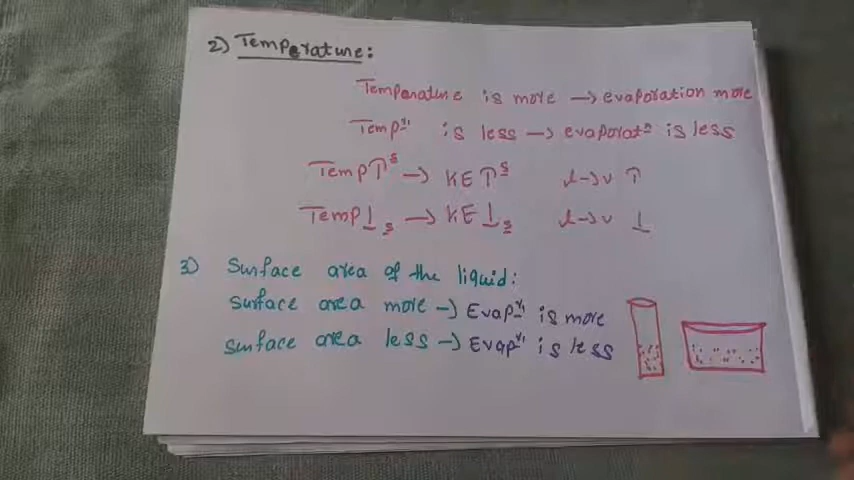 2) Temperature:
Temperature is more → evaporation more
Tempʳ is less → evaporatⁿ is less
Temp↑ˢ → KE↑ˢ l→v ↑
Temp↓s → KE↓s l→v ↓
3) Surface area of the liquid:
Surface area more → Evapⁿ is more
Surface area less → Evapⁿ is less